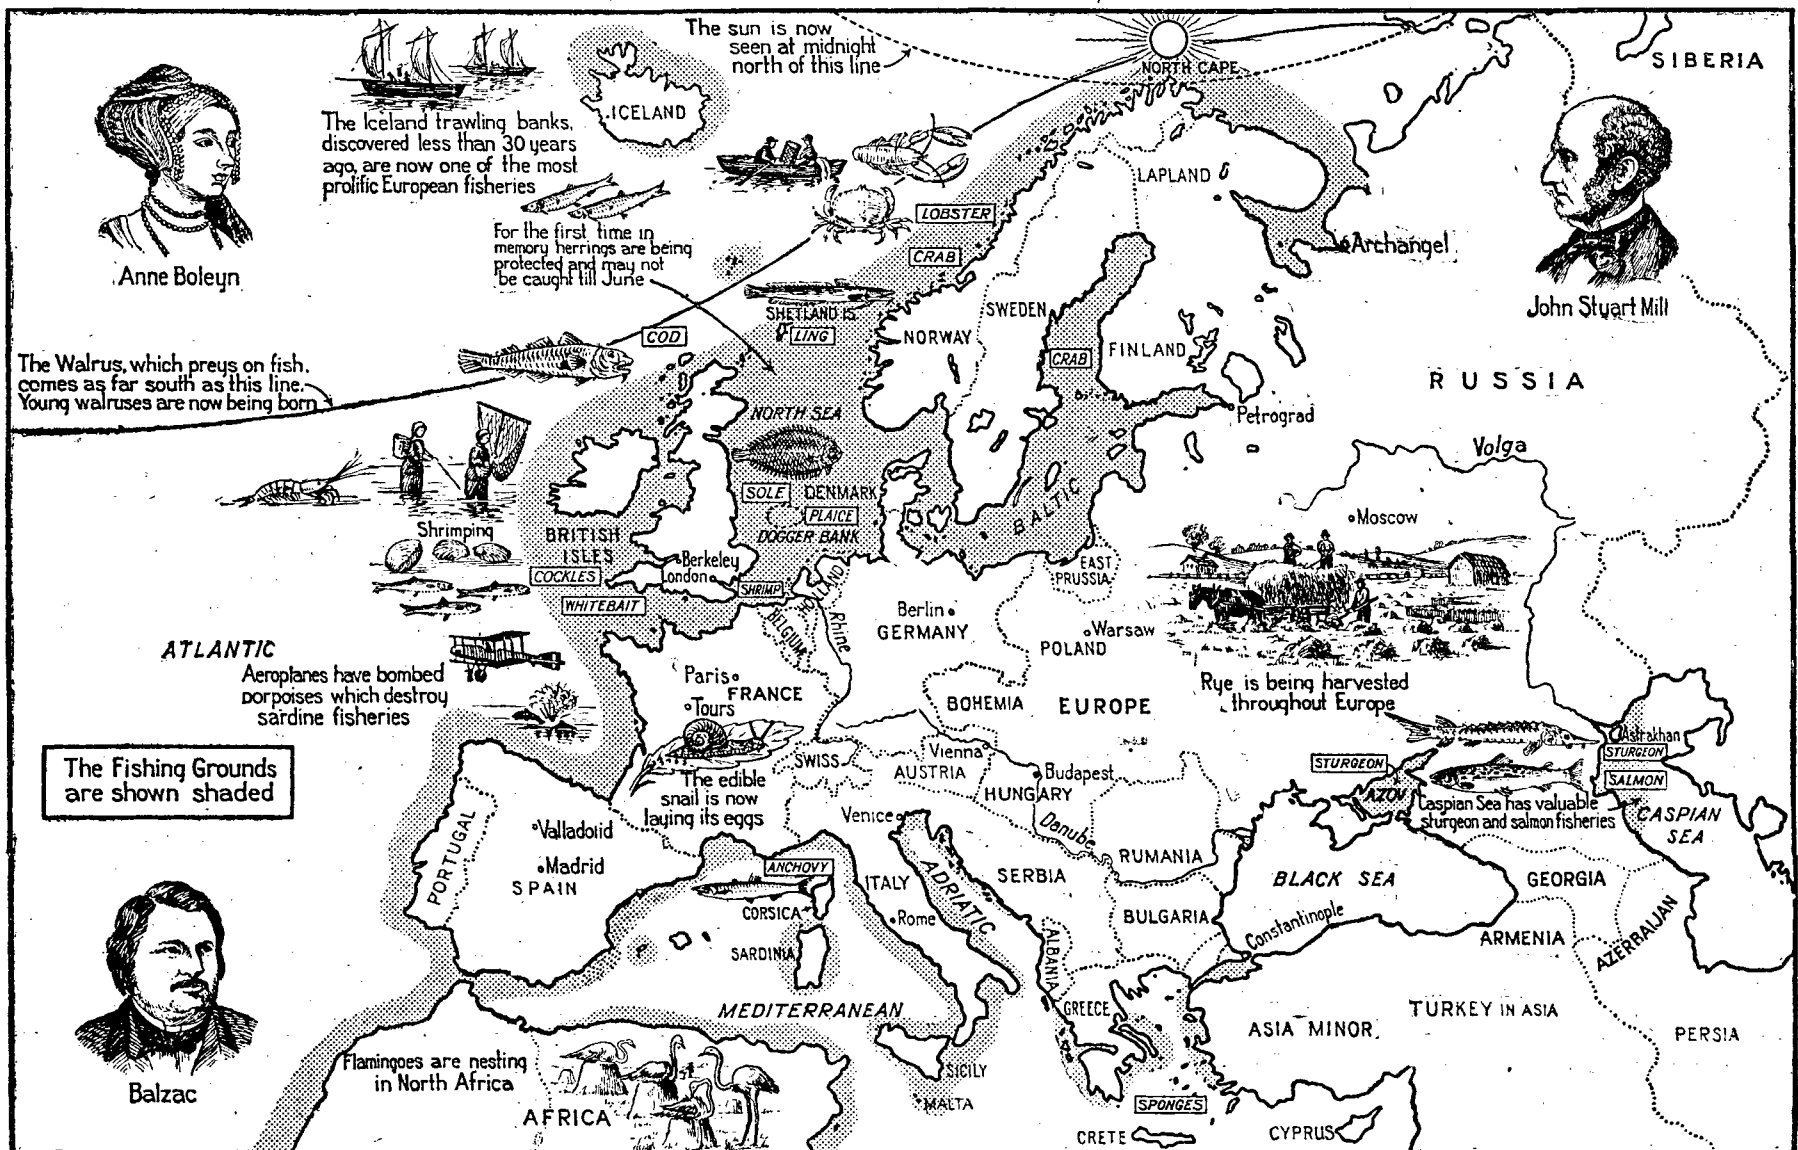 The sun is now
seen at midnight
north of this line
NORTH CAPE
SIBERIA
ICELAND
The Iceland trawling banks,
discovered less than 30 years
ago, are now one of the most
prolific European fisheries
Anne Boleyn
LAPLAND
LOBSTER
CRAB
Archangel
John Stuart Mill
For the first time in
memory herrings are being
protected and may not
be caught till June
SHETLAND IS.
LING
COD
NORWAY
SWEDEN
CRAB
FINLAND
RUSSIA
Petrograd
The Walrus, which preys on fish,
comes as far south as this line.
Young walruses are now being born
NORTH SEA
Volga
SOLE
DENMARK
PLAICE
DOGGER BANK
BALTIC
Moscow
Shrimping
BRITISH
ISLES
Berkeley
London
COCKLES
SHRIMP
WHITEBAIT
HOLLAND
BELGIUM
Rhine
EAST
PRUSSIA
Berlin
GERMANY
Warsaw
POLAND
ATLANTIC
Aeroplanes have bombed
porpoises which destroy
sardine fisheries
Paris
FRANCE
Tours
BOHEMIA
EUROPE
Rye is being harvested
throughout Europe
Astrakhan
STURGEON
STURGEON
SALMON
AZOV
Caspian Sea has valuable
sturgeon and salmon fisheries
CASPIAN
SEA
The Fishing Grounds
are shown shaded
The edible
snail is now
laying its eggs
SWISS
Vienna
AUSTRIA
Budapest
HUNGARY
Venice
Danube
PORTUGAL
Valladolid
Madrid
SPAIN
ANCHOVY
CORSICA
SARDINIA
ITALY
Rome
ADRIATIC
SERBIA
RUMANIA
BULGARIA
ALBANIA
GREECE
BLACK SEA
Constantinople
GEORGIA
ARMENIA
AZERBAIJAN
Balzac
MEDITERRANEAN
Flamingoes are nesting
in North Africa
AFRICA
SICILY
MALTA
SPONGES
CRETE
CYPRUS
ASIA MINOR
TURKEY IN ASIA
PERSIA